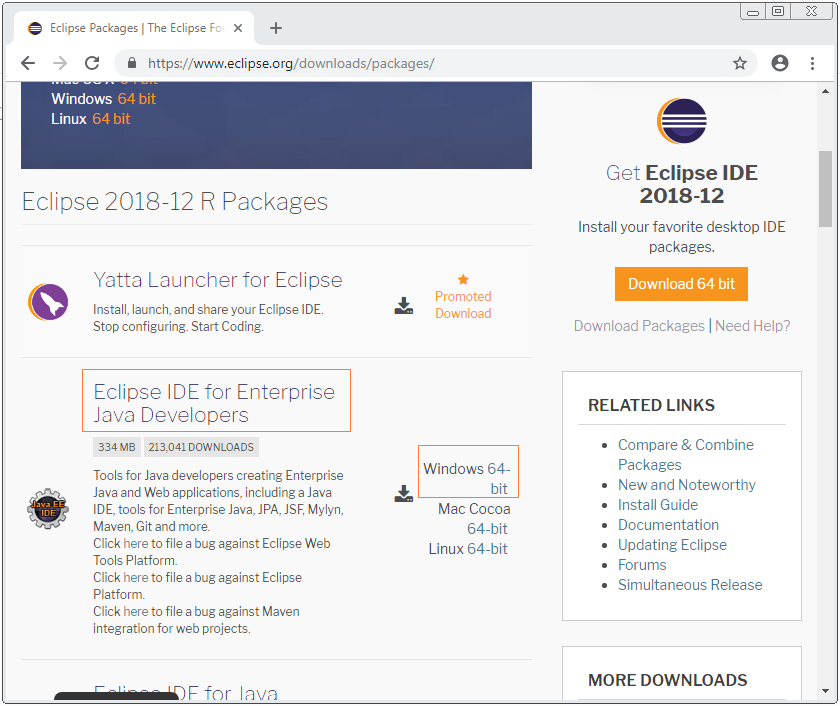 Eclipse Packages | The Eclipse Fo
https://www.eclipse.org/downloads/packages/
Mac OS X 64 bit
Windows 64 bit
Linux 64 bit
Eclipse 2018-12 R Packages
Yatta Launcher for Eclipse
Install, launch, and share your Eclipse IDE.
Stop configuring. Start Coding.
Promoted
Download
Eclipse IDE for Enterprise
Java Developers
334 MB 213,041 DOWNLOADS
Java EE
IDE
Tools for Java developers creating Enterprise
Java and Web applications, including a Java
IDE, tools for Enterprise Java, JPA, JSF, Mylyn,
Maven, Git and more.
Click here to file a bug against Eclipse Web
Tools Platform.
Click here to file a bug against Eclipse
Platform.
Click here to file a bug against Maven
integration for web projects.
Windows 64-
bit
Mac Cocoa
64-bit
Linux 64-bit
Eclipse IDE for Java
Get Eclipse IDE
2018-12
Install your favorite desktop IDE
packages.
Download 64 bit
Download Packages | Need Help?
RELATED LINKS
Compare & Combine
Packages
New and Noteworthy
Install Guide
Documentation
Updating Eclipse
Forums
Simultaneous Release
MORE DOWNLOADS